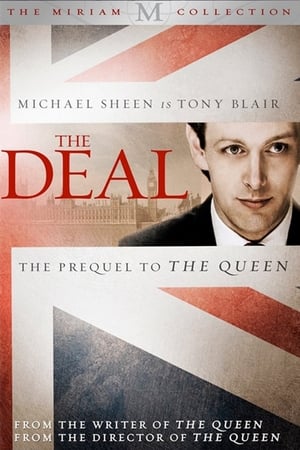 THE MIRIAM M COLLECTION
MICHAEL SHEEN IS TONY BLAIR
THE
DEAL
THE PREQUEL TO THE QUEEN
FROM THE WRITER OF THE QUEEN
FROM THE DIRECTOR OF THE QUEEN